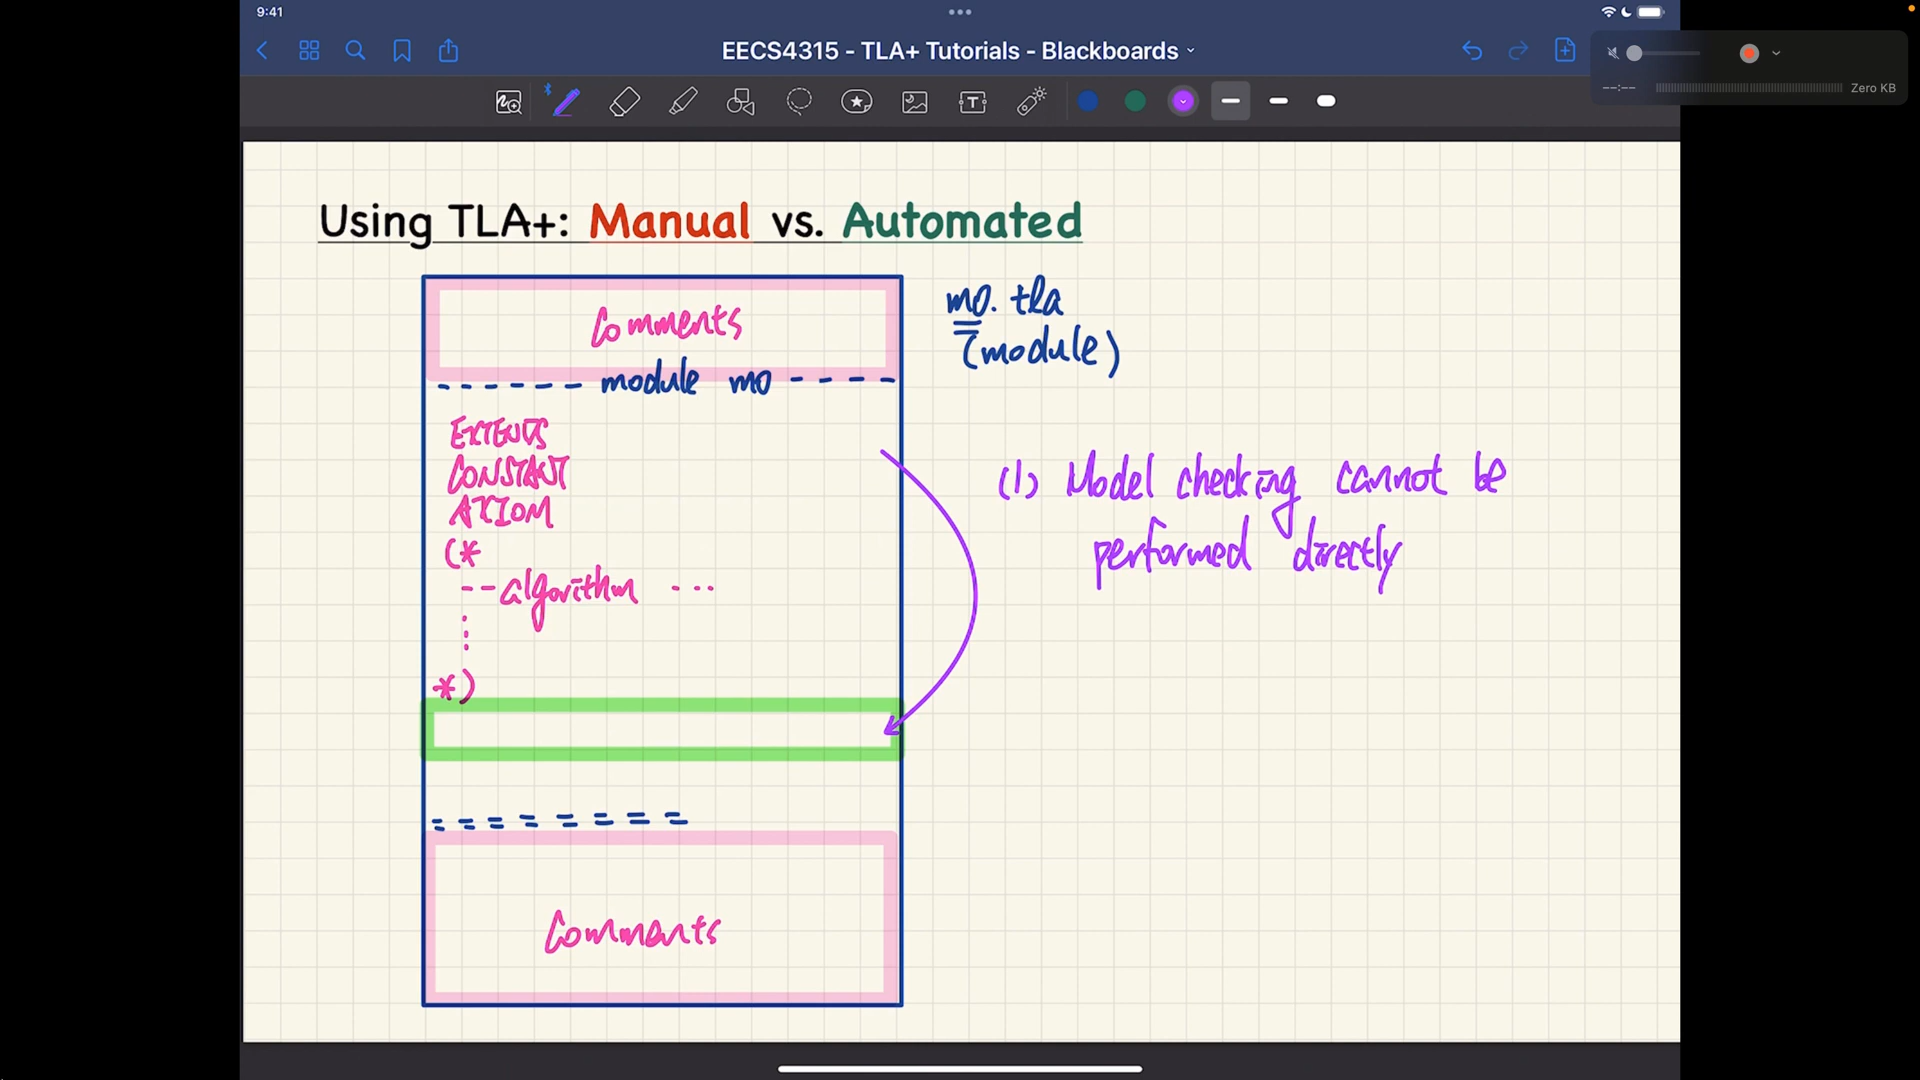 9:41
EECS4315 - TLA+ Tutorials - Blackboards
--:--
Zero KB
Using TLA+: Manual vs. Automated
Comments
mo. tla
(module)
------ module mo -----
EXTENDS
CONSTANT
AXIOM
(*
--algorithm ...
*)
(1) Model checking cannot be
performed directly
========
Comments